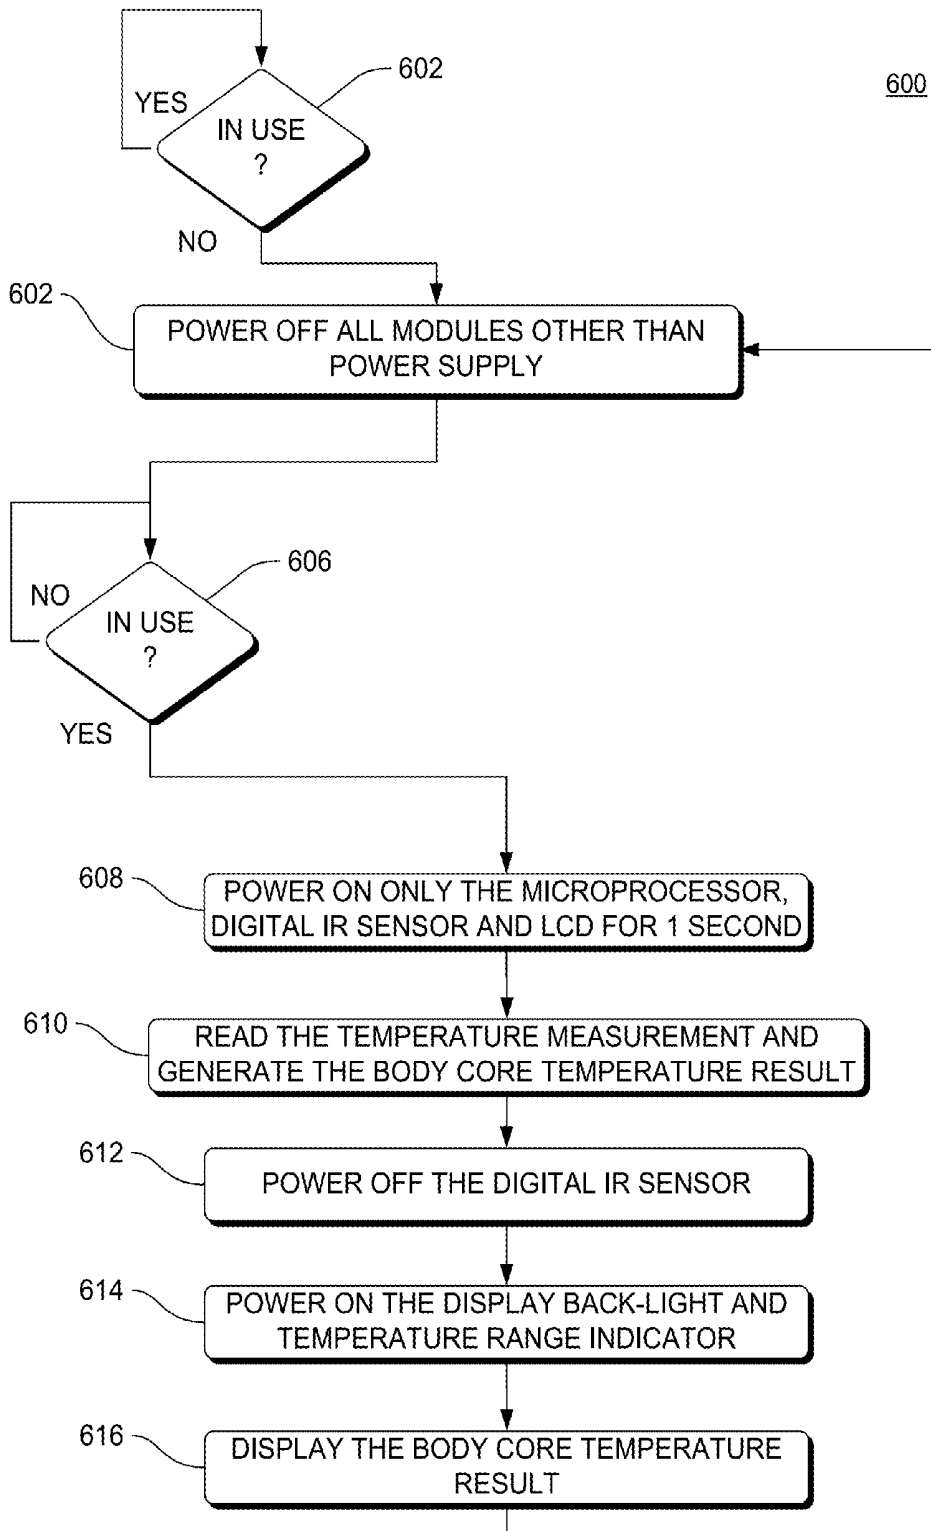 602
600
YES
IN USE
?
NO
602
POWER OFF ALL MODULES OTHER THAN
POWER SUPPLY
606
NO
IN USE
?
YES
608
POWER ON ONLY THE MICROPROCESSOR,
DIGITAL IR SENSOR AND LCD FOR 1 SECOND
610
READ THE TEMPERATURE MEASUREMENT AND
GENERATE THE BODY CORE TEMPERATURE RESULT
612
POWER OFF THE DIGITAL IR SENSOR
614
POWER ON THE DISPLAY BACK-LIGHT AND
TEMPERATURE RANGE INDICATOR
616
DISPLAY THE BODY CORE TEMPERATURE
RESULT